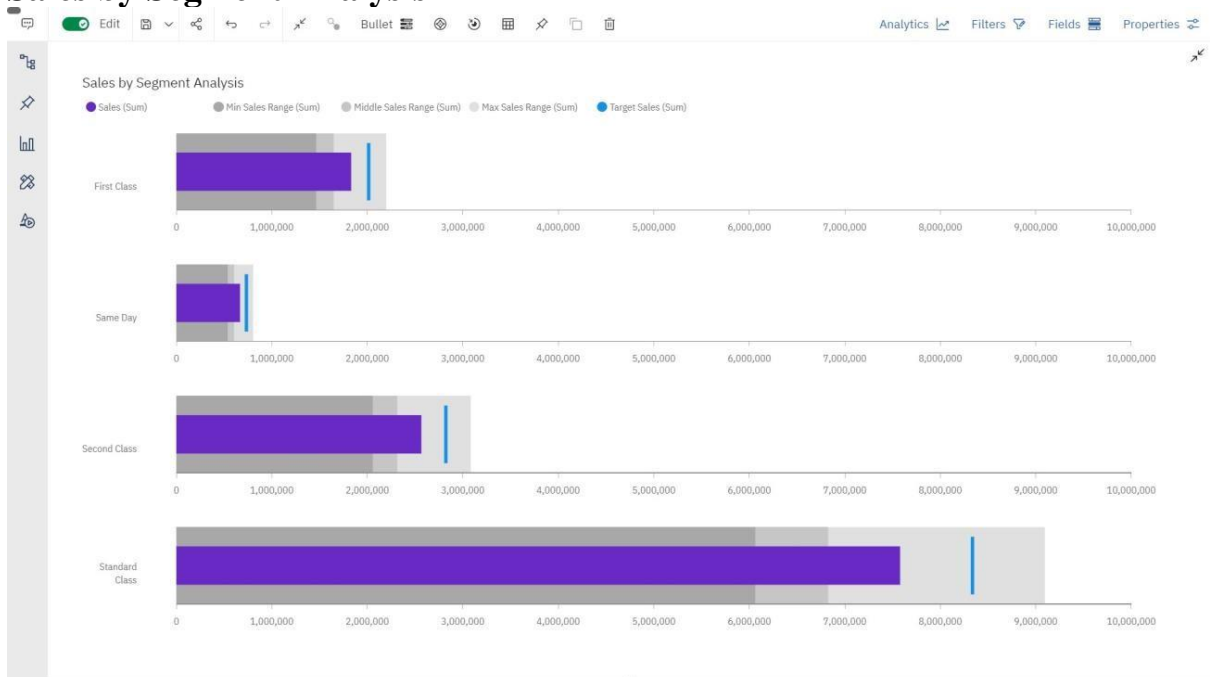 Sales by Segment Analysis
Edit Bullet Analytics Filters Fields Properties
Sales by Segment Analysis
Sales (Sum) Min Sales Range (Sum) Middle Sales Range (Sum) Max Sales Range (Sum) Target Sales (Sum)
First Class
0 1,000,000 2,000,000 3,000,000 4,000,000 5,000,000 6,000,000 7,000,000 8,000,000 9,000,000 10,000,000
Same Day
0 1,000,000 2,000,000 3,000,000 4,000,000 5,000,000 6,000,000 7,000,000 8,000,000 9,000,000 10,000,000
Second Class
0 1,000,000 2,000,000 3,000,000 4,000,000 5,000,000 6,000,000 7,000,000 8,000,000 9,000,000 10,000,000
Standard
Class
0 1,000,000 2,000,000 3,000,000 4,000,000 5,000,000 6,000,000 7,000,000 8,000,000 9,000,000 10,000,000